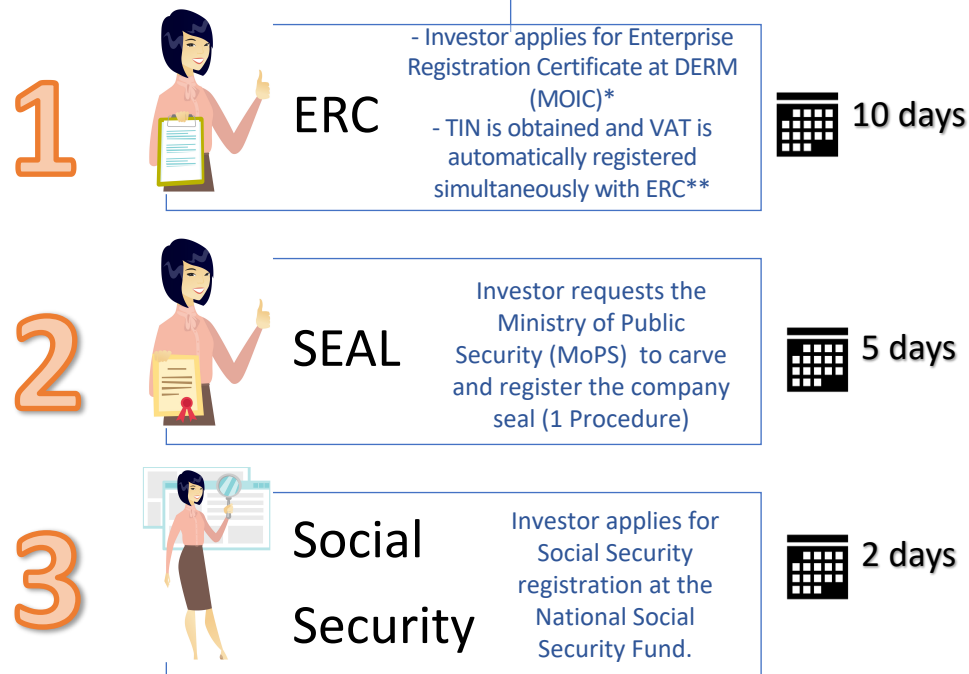 1
ERC
- Investor applies for Enterprise
Registration Certificate at DERM
(MOIC)*
- TIN is obtained and VAT is
automatically registered
simultaneously with ERC**
10 days
2
SEAL
Investor requests the
Ministry of Public
Security (MoPS) to carve
and register the company
seal (1 Procedure)
5 days
3
Social
Security
Investor applies for
Social Security
registration at the
National Social
Security Fund.
2 days